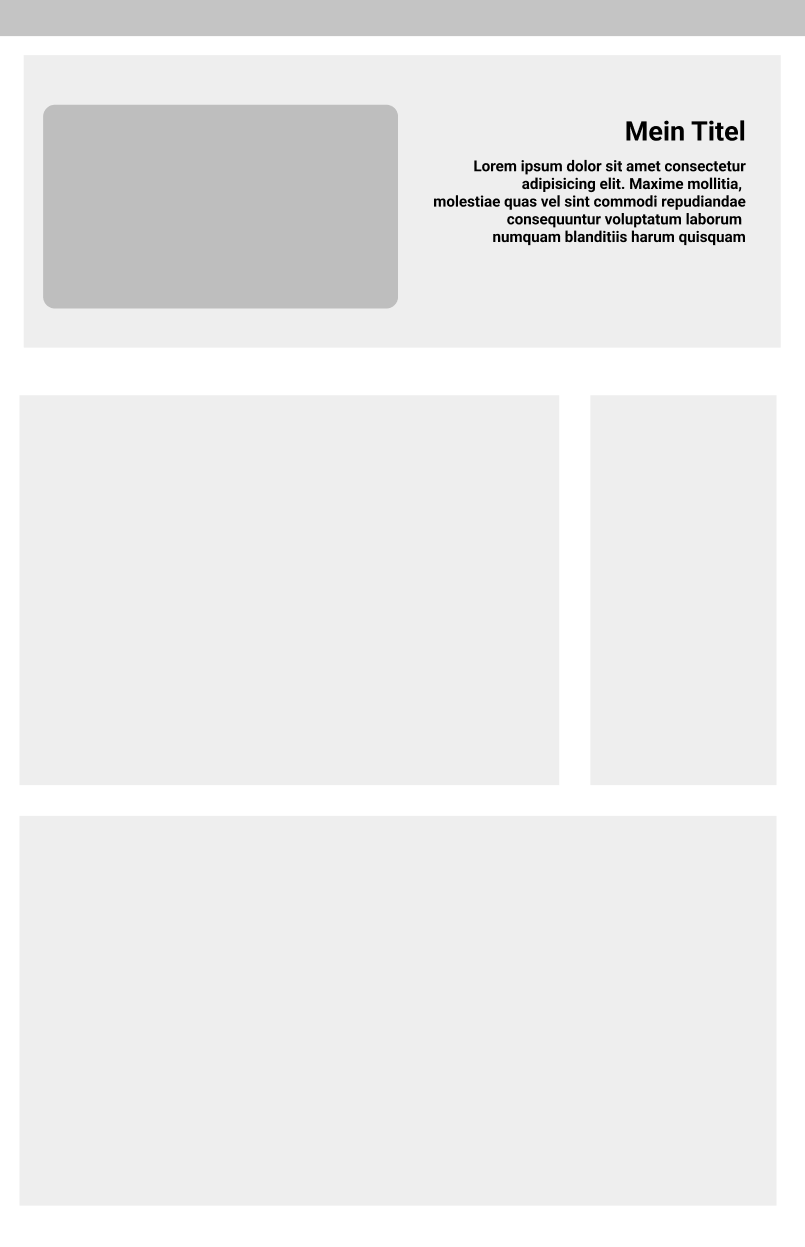 Mein Titel
Lorem ipsum dolor sit amet consectetur
adipisicing elit. Maxime mollitia,
molestiae quas vel sint commodi repudiandae
consequuntur voluptatum laborum
numquam blanditiis harum quisquam